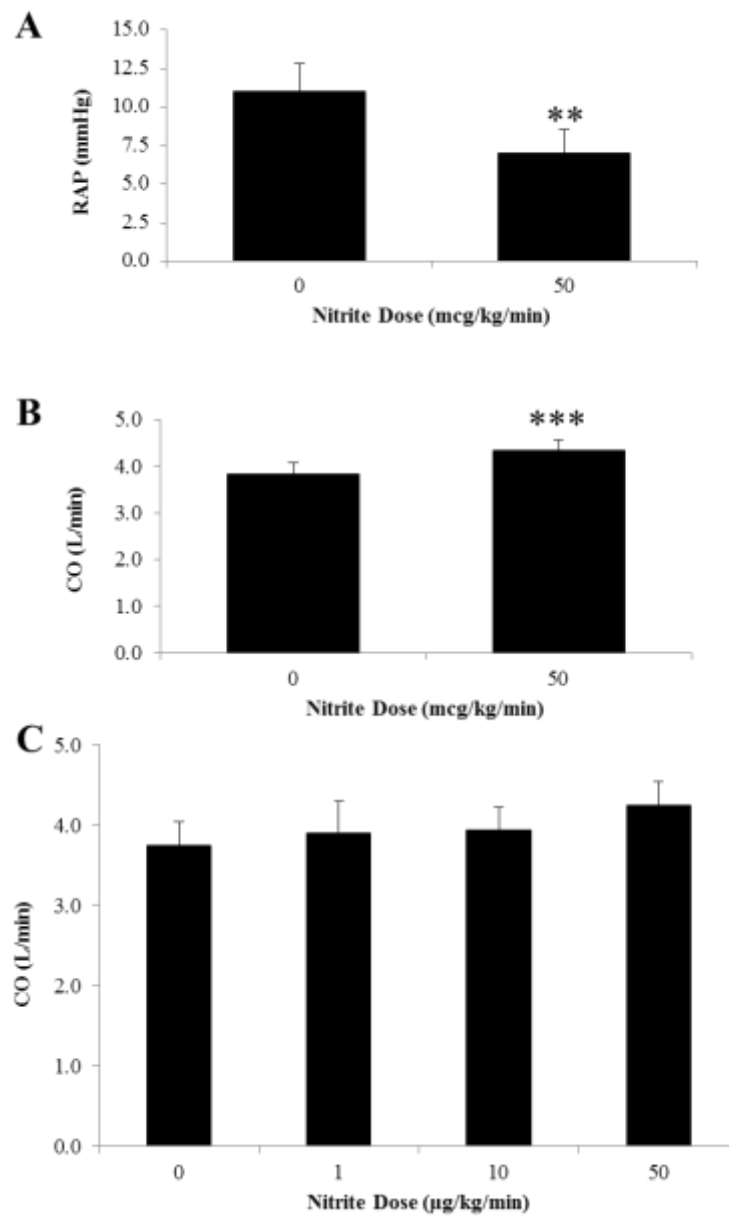 A
15.0
12.5
10.0
7.5
5.0
2.5
0.0
RAP (mmHg)
**
0 50
Nitrite Dose (mcg/kg/min)
B
5.0
4.0
3.0
2.0
1.0
0.0
CO (L/min)
***
0 50
Nitrite Dose (mcg/kg/min)
C
5.0
4.0
3.0
2.0
1.0
0.0
CO (L/min)
0 1 10 50
Nitrite Dose (µg/kg/min)